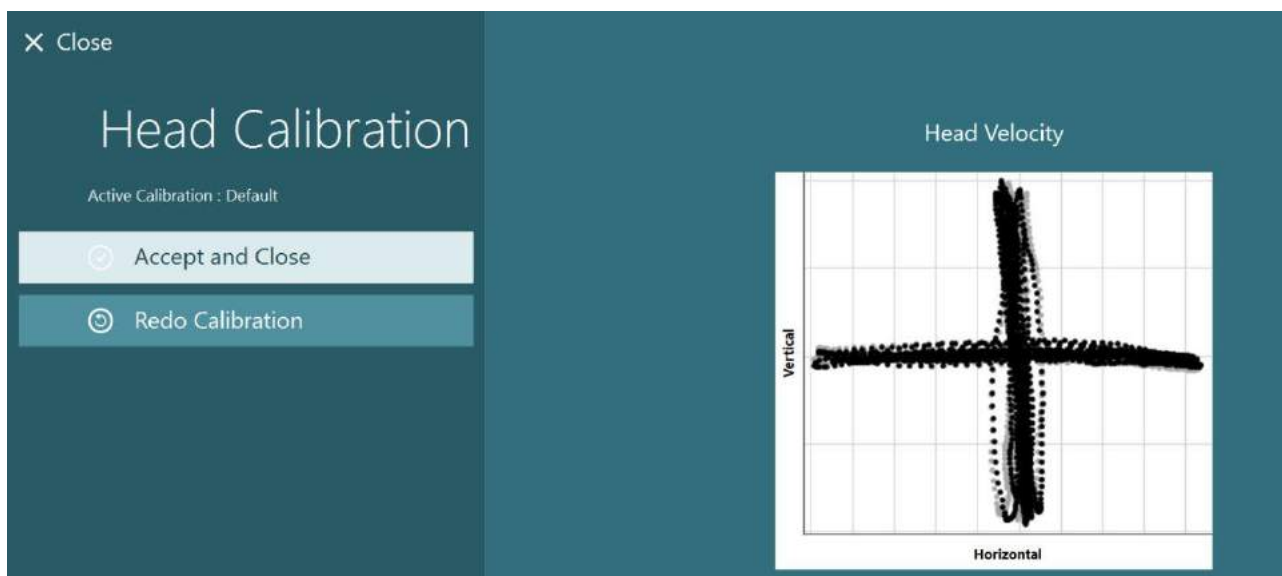 Close
Head Calibration
Active Calibration : Default
Accept and Close
Redo Calibration
Head Velocity
Vertical
Horizontal